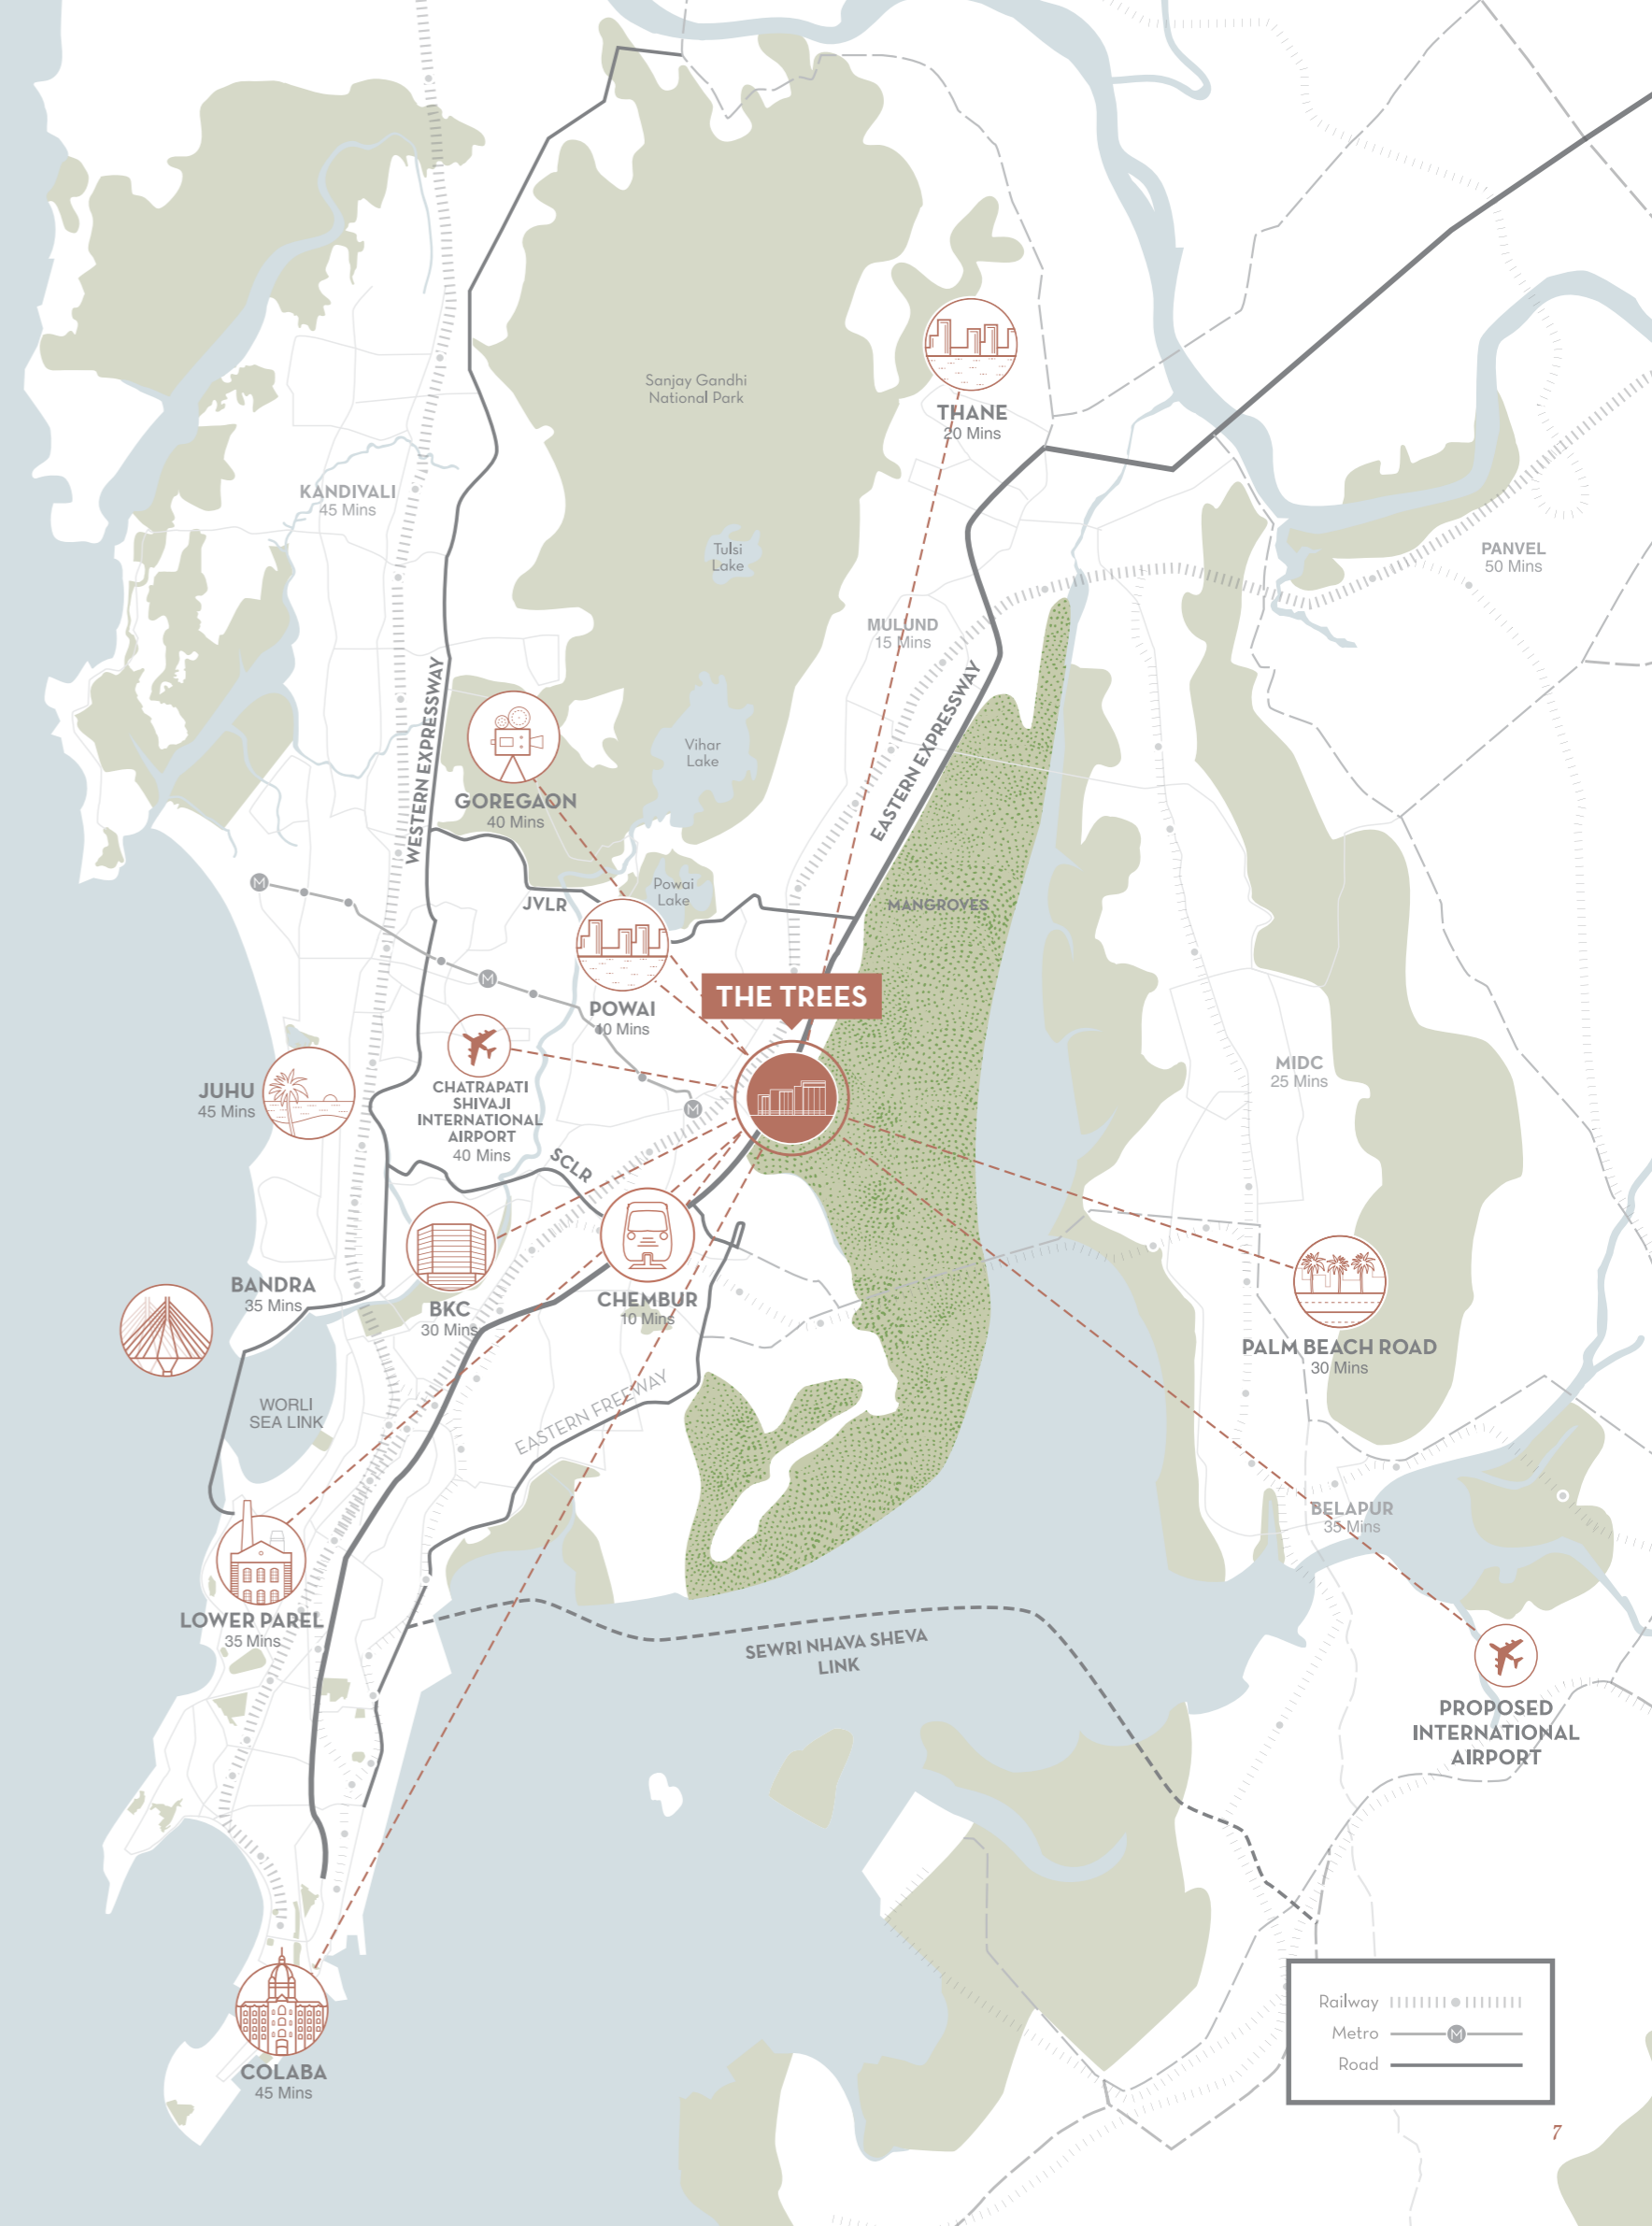 Sanjay Gandhi
National Park
THANE
20 Mins
KANDIVALI
45 Mins
Tulsi
Lake
PANVEL
50 Mins
MULUND
15 Mins
WESTERN EXPRESSWAY
EASTERN EXPRESSWAY
Vihar
Lake
GOREGAON
40 Mins
Powai
Lake
JVLR
MANGROVES
M
M
THE TREES
POWAI
10 Mins
MIDC
25 Mins
JUHU
45 Mins
CHATRAPATI
SHIVAJI
INTERNATIONAL
AIRPORT
40 Mins
M
SCLR
BANDRA
35 Mins
BKC
30 Mins
CHEMBUR
10 Mins
PALM BEACH ROAD
30 Mins
WORLI
SEA LINK
EASTERN FREEWAY
BELAPUR
35 Mins
LOWER PAREL
35 Mins
SEWRI NHAVA SHEVA
LINK
PROPOSED
INTERNATIONAL
AIRPORT
COLABA
45 Mins
Railway
Metro M
Road
7